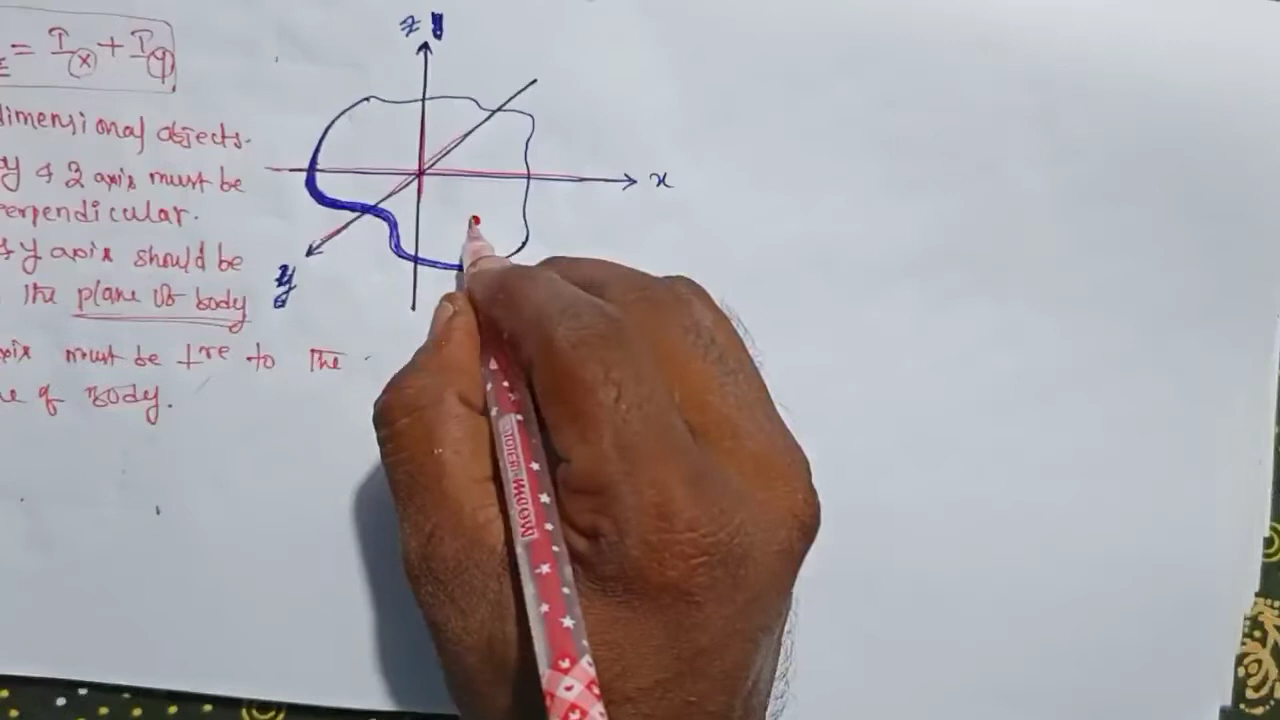 = I(x) + I(y)
dimensional objects.
y & z axis must be
perpendicular.
& y axis should be
the plane of body
axis must be ⊥re to the
of Body.
z
x
y